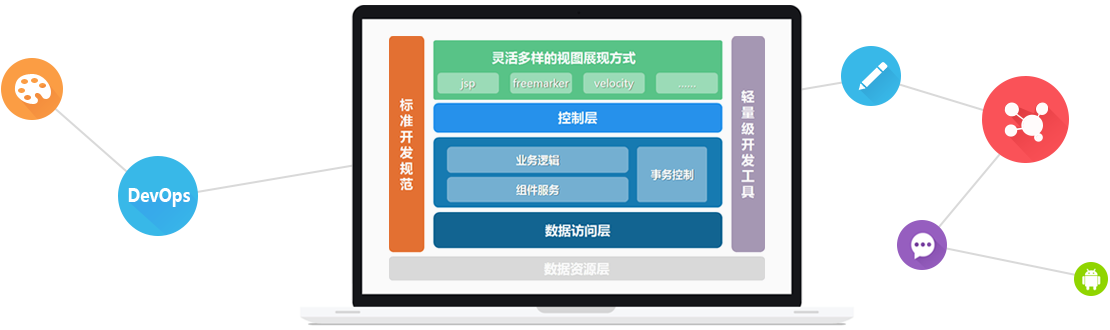 DevOps
标准开发规范
灵活多样的视图展现方式
jsp
freemarker
velocity
......
控制层
业务逻辑
组件服务
事务控制
数据访问层
轻量级开发工具
数据资源层